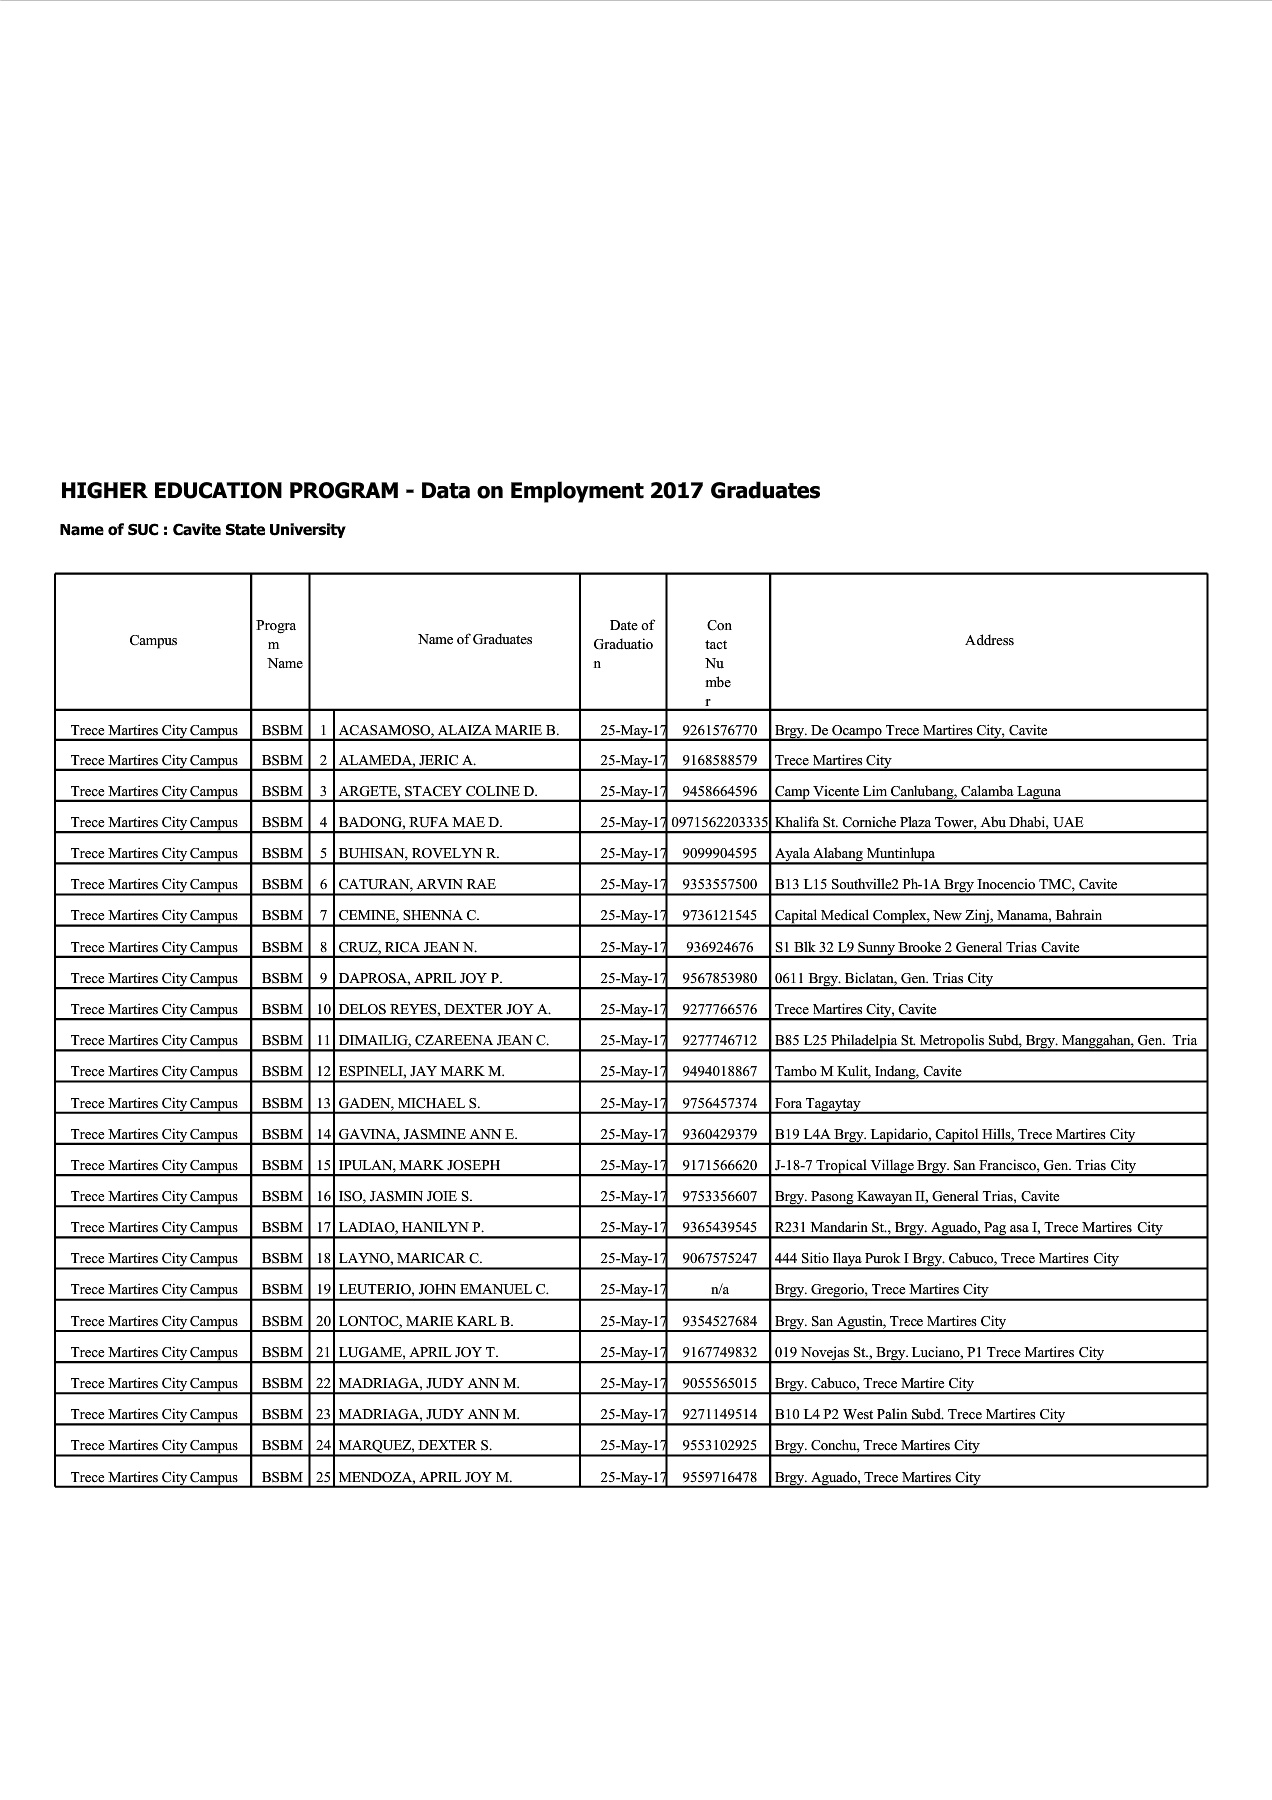 HIGHER EDUCATION PROGRAM - Data on Employment 2017 Graduates
Name of SUC : Cavite State University
Campus Program Name Name of Graduates Date of Graduation Contact Number Address
Trece Martires City Campus BSBM 1 ACASAMOSO, ALAIZA MARIE B. 25-May-17 9261576770 Brgy. De Ocampo Trece Martires City, Cavite
Trece Martires City Campus BSBM 2 ALAMEDA, JERIC A. 25-May-17 9168588579 Trece Martires City
Trece Martires City Campus BSBM 3 ARGETE, STACEY COLINE D. 25-May-17 9458664596 Camp Vicente Lim Canlubang, Calamba Laguna
Trece Martires City Campus BSBM 4 BADONG, RUFA MAE D. 25-May-17 0971562203335 Khalifa St. Corniche Plaza Tower, Abu Dhabi, UAE
Trece Martires City Campus BSBM 5 BUHISAN, ROVELYN R. 25-May-17 9099904595 Ayala Alabang Muntinlupa
Trece Martires City Campus BSBM 6 CATURAN, ARVIN RAE 25-May-17 9353557500 B13 L15 Southville2 Ph-1A Brgy Inocencio TMC, Cavite
Trece Martires City Campus BSBM 7 CEMINE, SHENNA C. 25-May-17 9736121545 Capital Medical Complex, New Zinj, Manama, Bahrain
Trece Martires City Campus BSBM 8 CRUZ, RICA JEAN N. 25-May-17 936924676 S1 Blk 32 L9 Sunny Brooke 2 General Trias Cavite
Trece Martires City Campus BSBM 9 DAPROSA, APRIL JOY P. 25-May-17 9567853980 0611 Brgy. Biclatan, Gen. Trias City
Trece Martires City Campus BSBM 10 DELOS REYES, DEXTER JOY A. 25-May-17 9277766576 Trece Martires City, Cavite
Trece Martires City Campus BSBM 11 DIMAILIG, CZAREENA JEAN C. 25-May-17 9277746712 B85 L25 Philadelpia St. Metropolis Subd, Brgy. Manggahan, Gen. Tria
Trece Martires City Campus BSBM 12 ESPINELI, JAY MARK M. 25-May-17 9494018867 Tambo M Kulit, Indang, Cavite
Trece Martires City Campus BSBM 13 GADEN, MICHAEL S. 25-May-17 9756457374 Fora Tagaytay
Trece Martires City Campus BSBM 14 GAVINA, JASMINE ANN E. 25-May-17 9360429379 B19 L4A Brgy. Lapidario, Capitol Hills, Trece Martires City
Trece Martires City Campus BSBM 15 IPULAN, MARK JOSEPH 25-May-17 9171566620 J-18-7 Tropical Village Brgy. San Francisco, Gen. Trias City
Trece Martires City Campus BSBM 16 ISO, JASMIN JOIE S. 25-May-17 9753356607 Brgy. Pasong Kawayan II, General Trias, Cavite
Trece Martires City Campus BSBM 17 LADIAO, HANILYN P. 25-May-17 9365439545 R231 Mandarin St., Brgy. Aguado, Pag asa I, Trece Martires City
Trece Martires City Campus BSBM 18 LAYNO, MARICAR C. 25-May-17 9067575247 444 Sitio Ilaya Purok I Brgy. Cabuco, Trece Martires City
Trece Martires City Campus BSBM 19 LEUTERIO, JOHN EMANUEL C. 25-May-17 n/a Brgy. Gregorio, Trece Martires City
Trece Martires City Campus BSBM 20 LONTOC, MARIE KARL B. 25-May-17 9354527684 Brgy. San Agustin, Trece Martires City
Trece Martires City Campus BSBM 21 LUGAME, APRIL JOY T. 25-May-17 9167749832 019 Novejas St., Brgy. Luciano, P1 Trece Martires City
Trece Martires City Campus BSBM 22 MADRIAGA, JUDY ANN M. 25-May-17 9055565015 Brgy. Cabuco, Trece Martire City
Trece Martires City Campus BSBM 23 MADRIAGA, JUDY ANN M. 25-May-17 9271149514 B10 L4 P2 West Palin Subd. Trece Martires City
Trece Martires City Campus BSBM 24 MARQUEZ, DEXTER S. 25-May-17 9553102925 Brgy. Conchu, Trece Martires City
Trece Martires City Campus BSBM 25 MENDOZA, APRIL JOY M. 25-May-17 9559716478 Brgy. Aguado, Trece Martires City